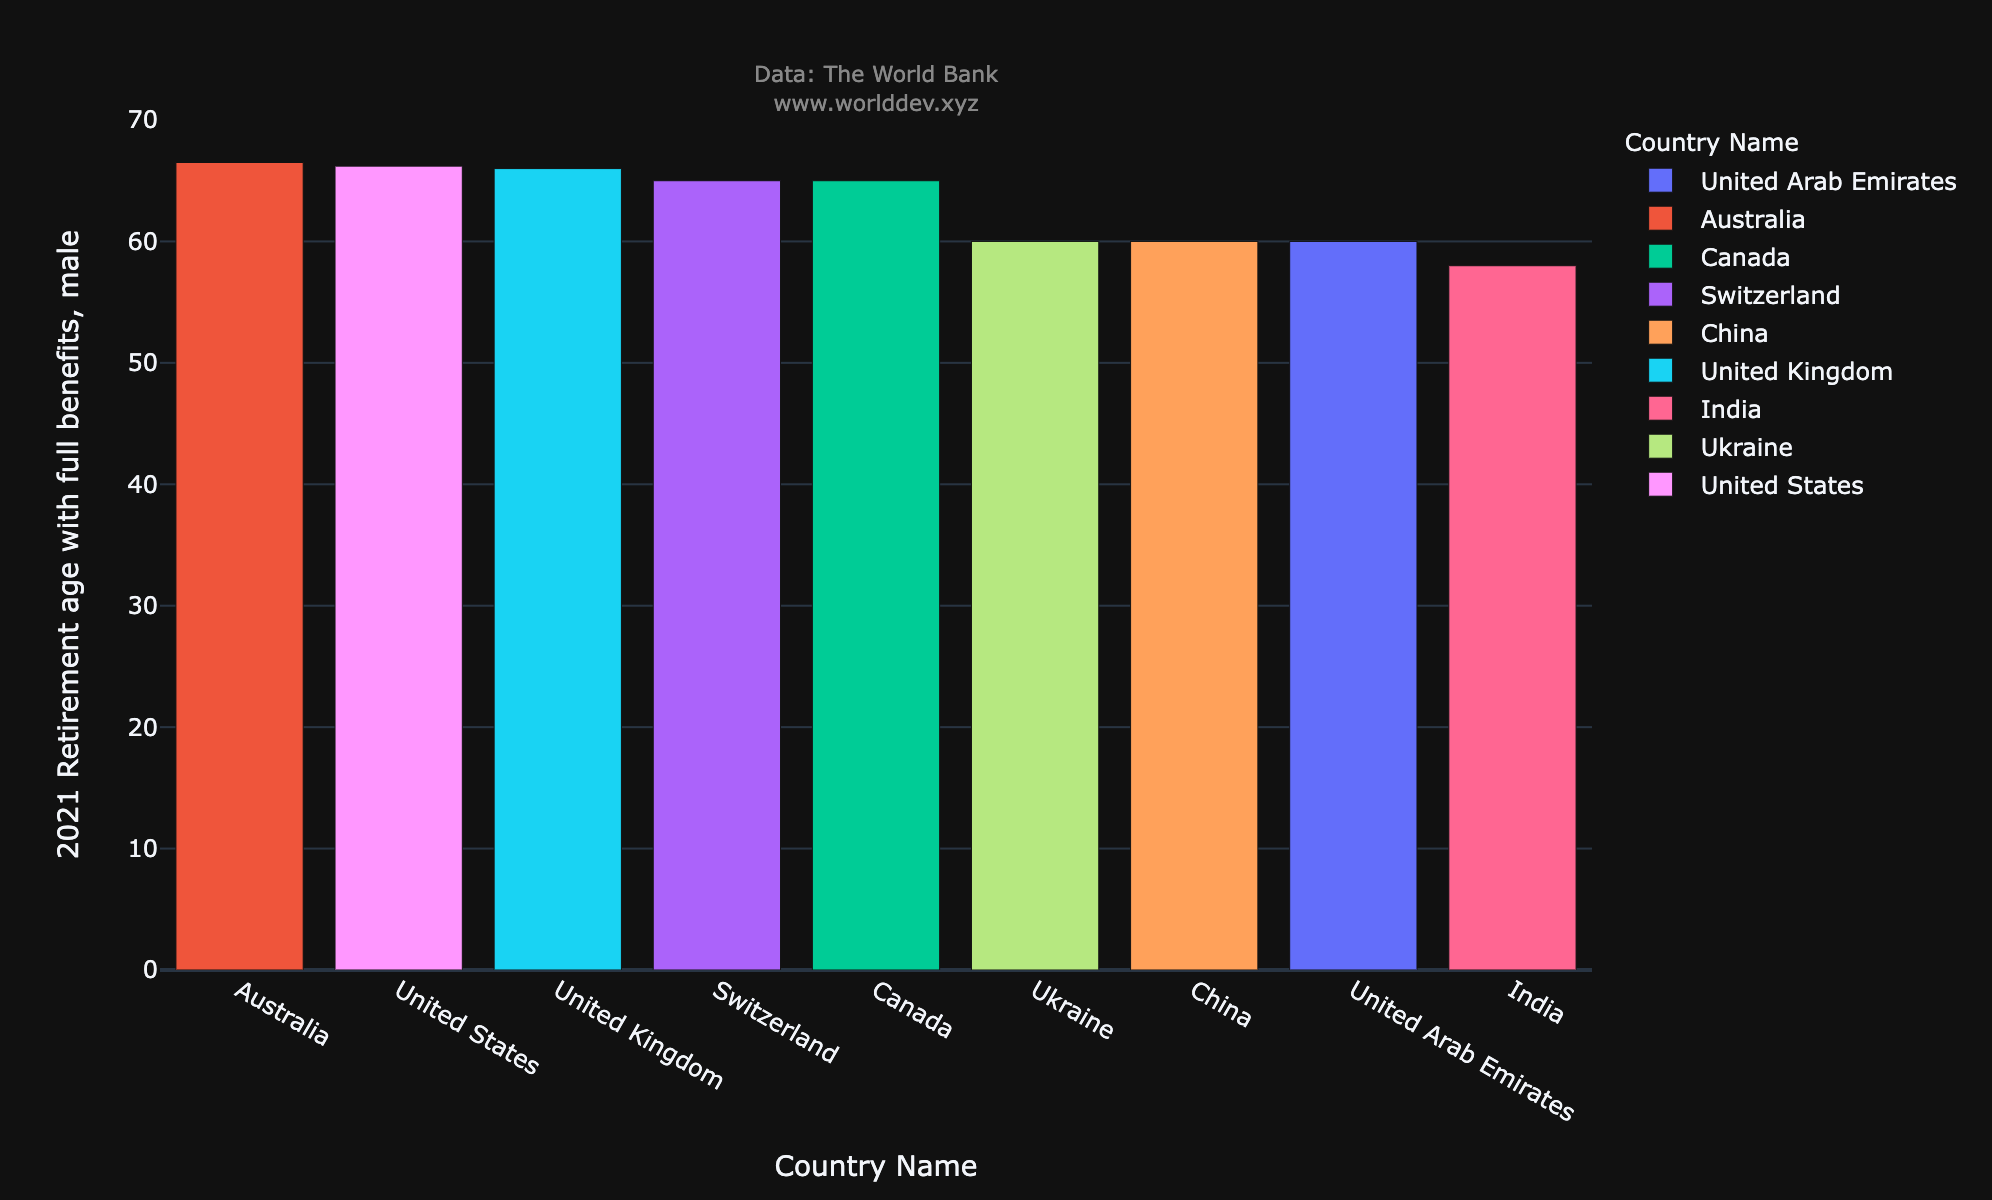 Data: The World Bank
www.worlddev.xyz
70
60
50
40
30
20
10
0
2021 Retirement age with full benefits, male
Australia
United States
United Kingdom
Switzerland
Canada
Ukraine
China
United Arab Emirates
India
Country Name
Country Name
United Arab Emirates
Australia
Canada
Switzerland
China
United Kingdom
India
Ukraine
United States